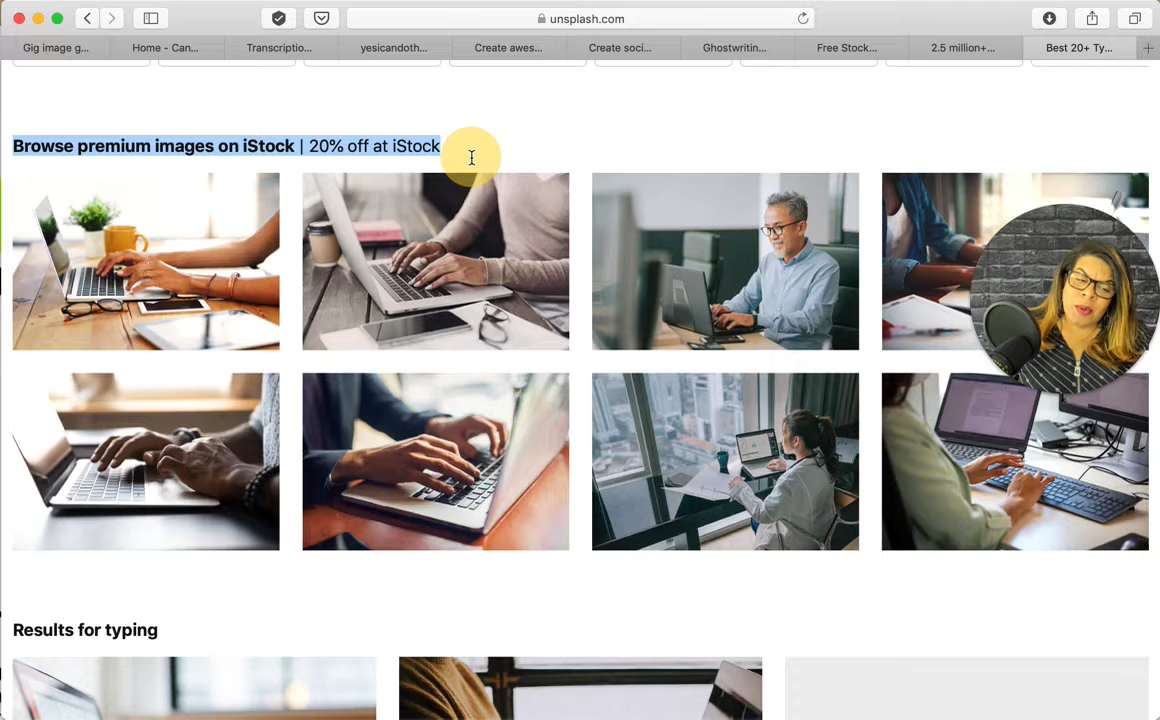 unsplash.com
Gig image g...
Home - Can...
Transcriptio...
yesicandoth...
Create awes...
Create soci...
Ghostwritin...
Free Stock...
2.5 million+...
Best 20+ Ty...
Browse premium images on iStock | 20% off at iStock
Results for typing